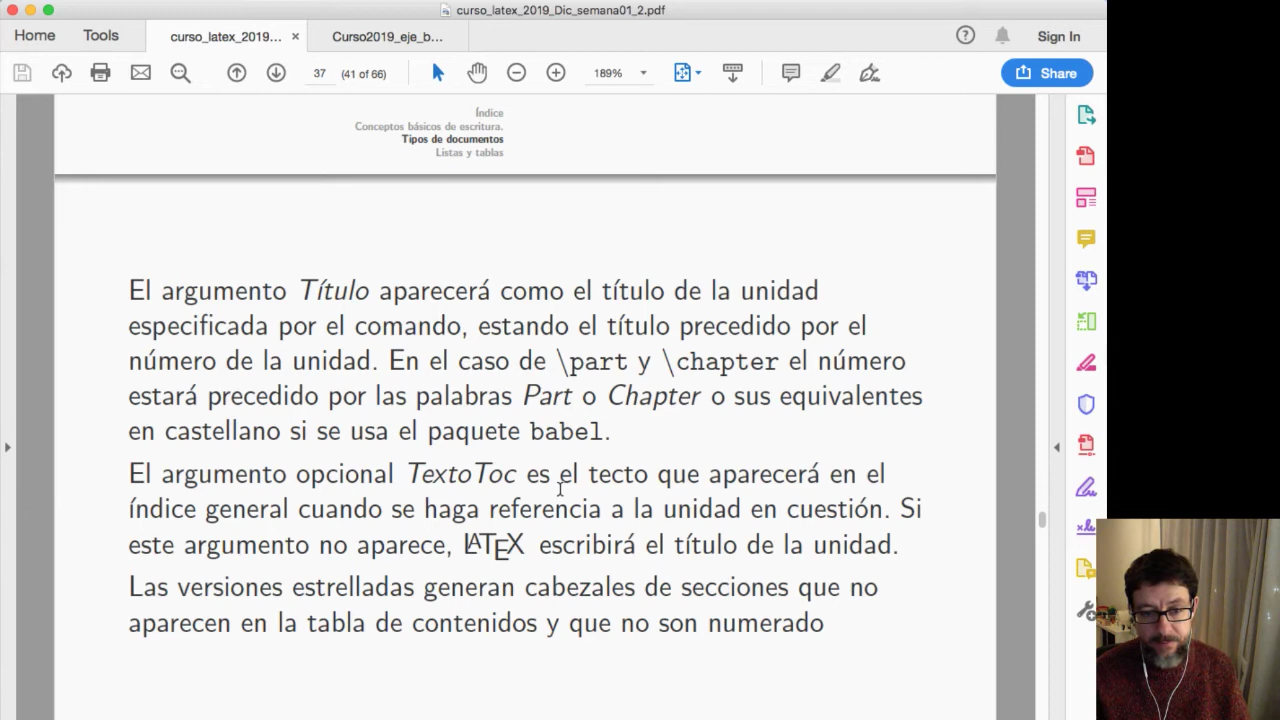 curso_latex_2019_Dic_semana01_2.pdf
Home Tools curso_latex_2019... × Curso2019_eje_b... Sign In
37 (41 of 66) 189% Share
Índice
Conceptos básicos de escritura.
Tipos de documentos
Listas y tablas
El argumento Título aparecerá como el título de la unidad
especificada por el comando, estando el título precedido por el
número de la unidad. En el caso de \part y \chapter el número
estará precedido por las palabras Part o Chapter o sus equivalentes
en castellano si se usa el paquete babel.
El argumento opcional TextoToc es el tecto que aparecerá en el
índice general cuando se haga referencia a la unidad en cuestión. Si
este argumento no aparece, LATEX escribirá el título de la unidad.
Las versiones estrelladas generan cabezales de secciones que no
aparecen en la tabla de contenidos y que no son numerado